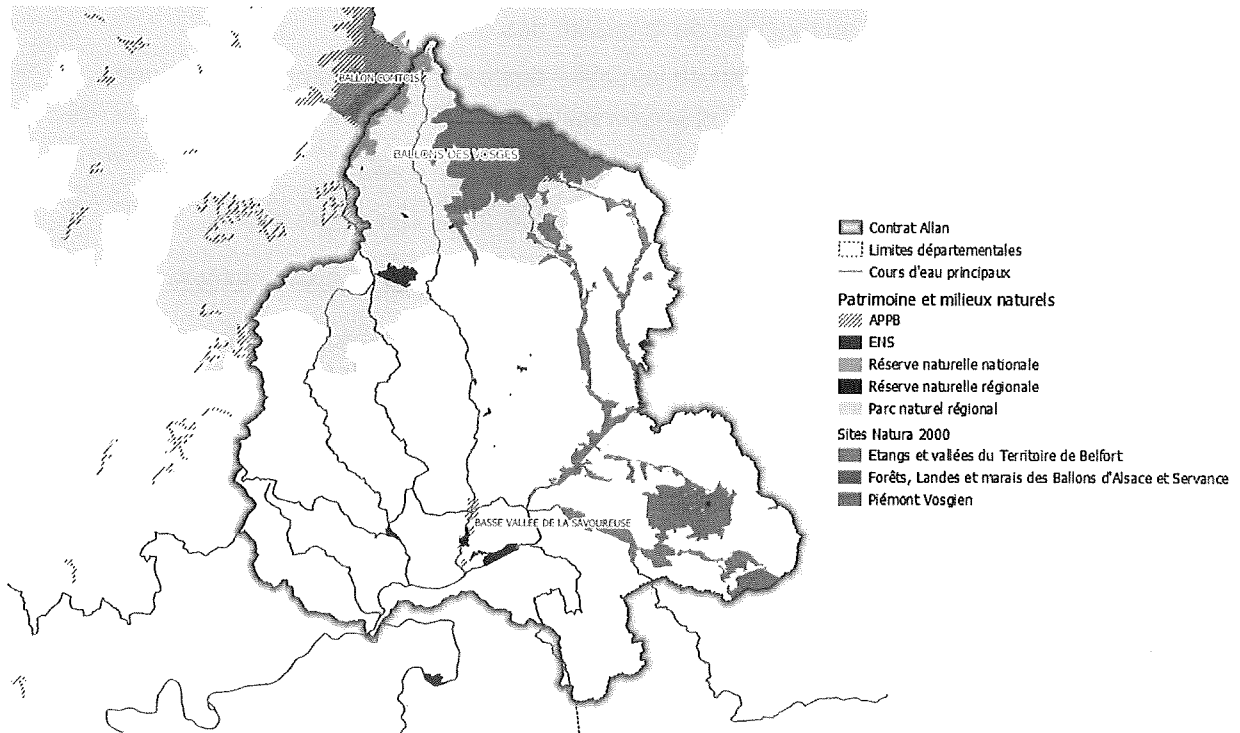 BALLON COMTOIS
BALLONS DES VOSGES
BASSE VALLÉE DE LA SAVOUREUSE
Contrat Allan
Limites départementales
Cours d'eau principaux
Patrimoine et milieux naturels
APPB
ENS
Réserve naturelle nationale
Réserve naturelle régionale
Parc naturel régional
Sites Natura 2000
Etangs et vallées du Territoire de Belfort
Forêts, Landes et marais des Ballons d'Alsace et Servance
Piémont Vosgien